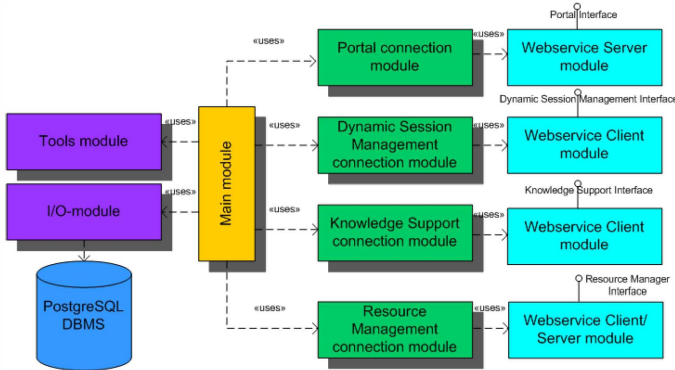 Portal Interface
«uses»
Portal connection
module
«uses»
Webservice Server
module
Dynamic Session Management Interface
Tools module
«uses»
Main module
«uses»
Dynamic Session
Management
connection module
«uses»
Webservice Client
module
I/O-module
«uses»
«uses»
Knowledge Support
connection module
«uses»
Knowledge Support Interface
Webservice Client
module
PostgreSQL
DBMS
«uses»
Resource
Management
connection module
«uses»
Resource Manager
Interface
Webservice Client/
Server module